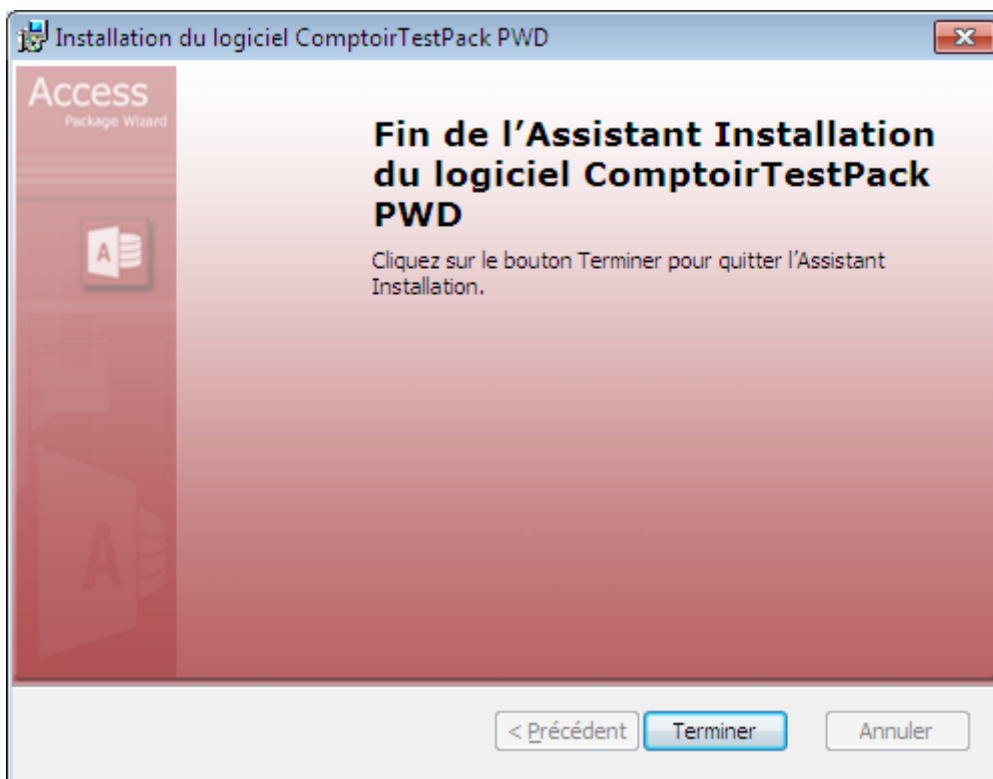 Installation du logiciel ComptoirTestPack PWD
Access
Package Wizard
Fin de l’Assistant Installation
du logiciel ComptoirTestPack
PWD
Cliquez sur le bouton Terminer pour quitter l’Assistant
Installation.
A
A
< Précédent Terminer Annuler